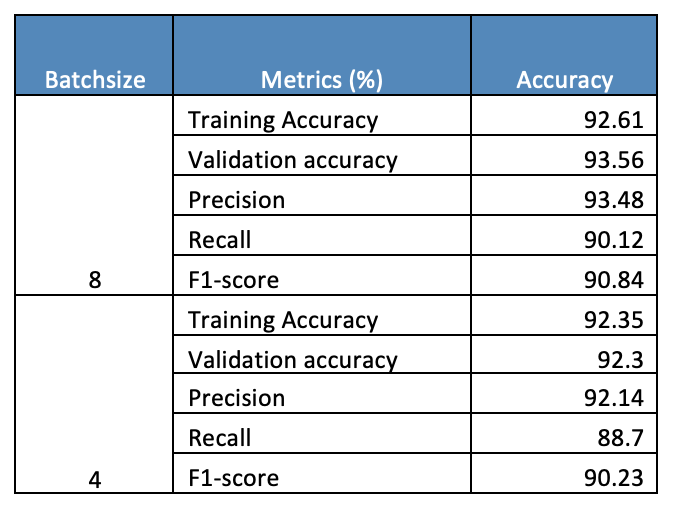 Batchsize Metrics (%) Accuracy
Training Accuracy 92.61
Validation accuracy 93.56
Precision 93.48
Recall 90.12
8 F1-score 90.84
Training Accuracy 92.35
Validation accuracy 92.3
Precision 92.14
Recall 88.7
4 F1-score 90.23